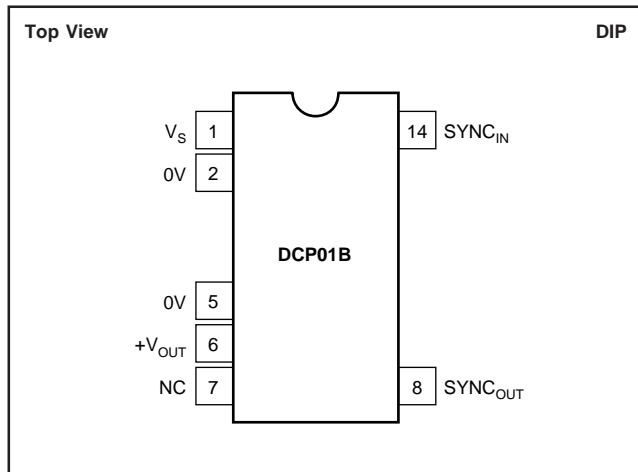 Top View DIP
V_S 1 14 SYNC_IN
0V 2
DCP01B
0V 5
+V_OUT 6
NC 7 8 SYNC_OUT